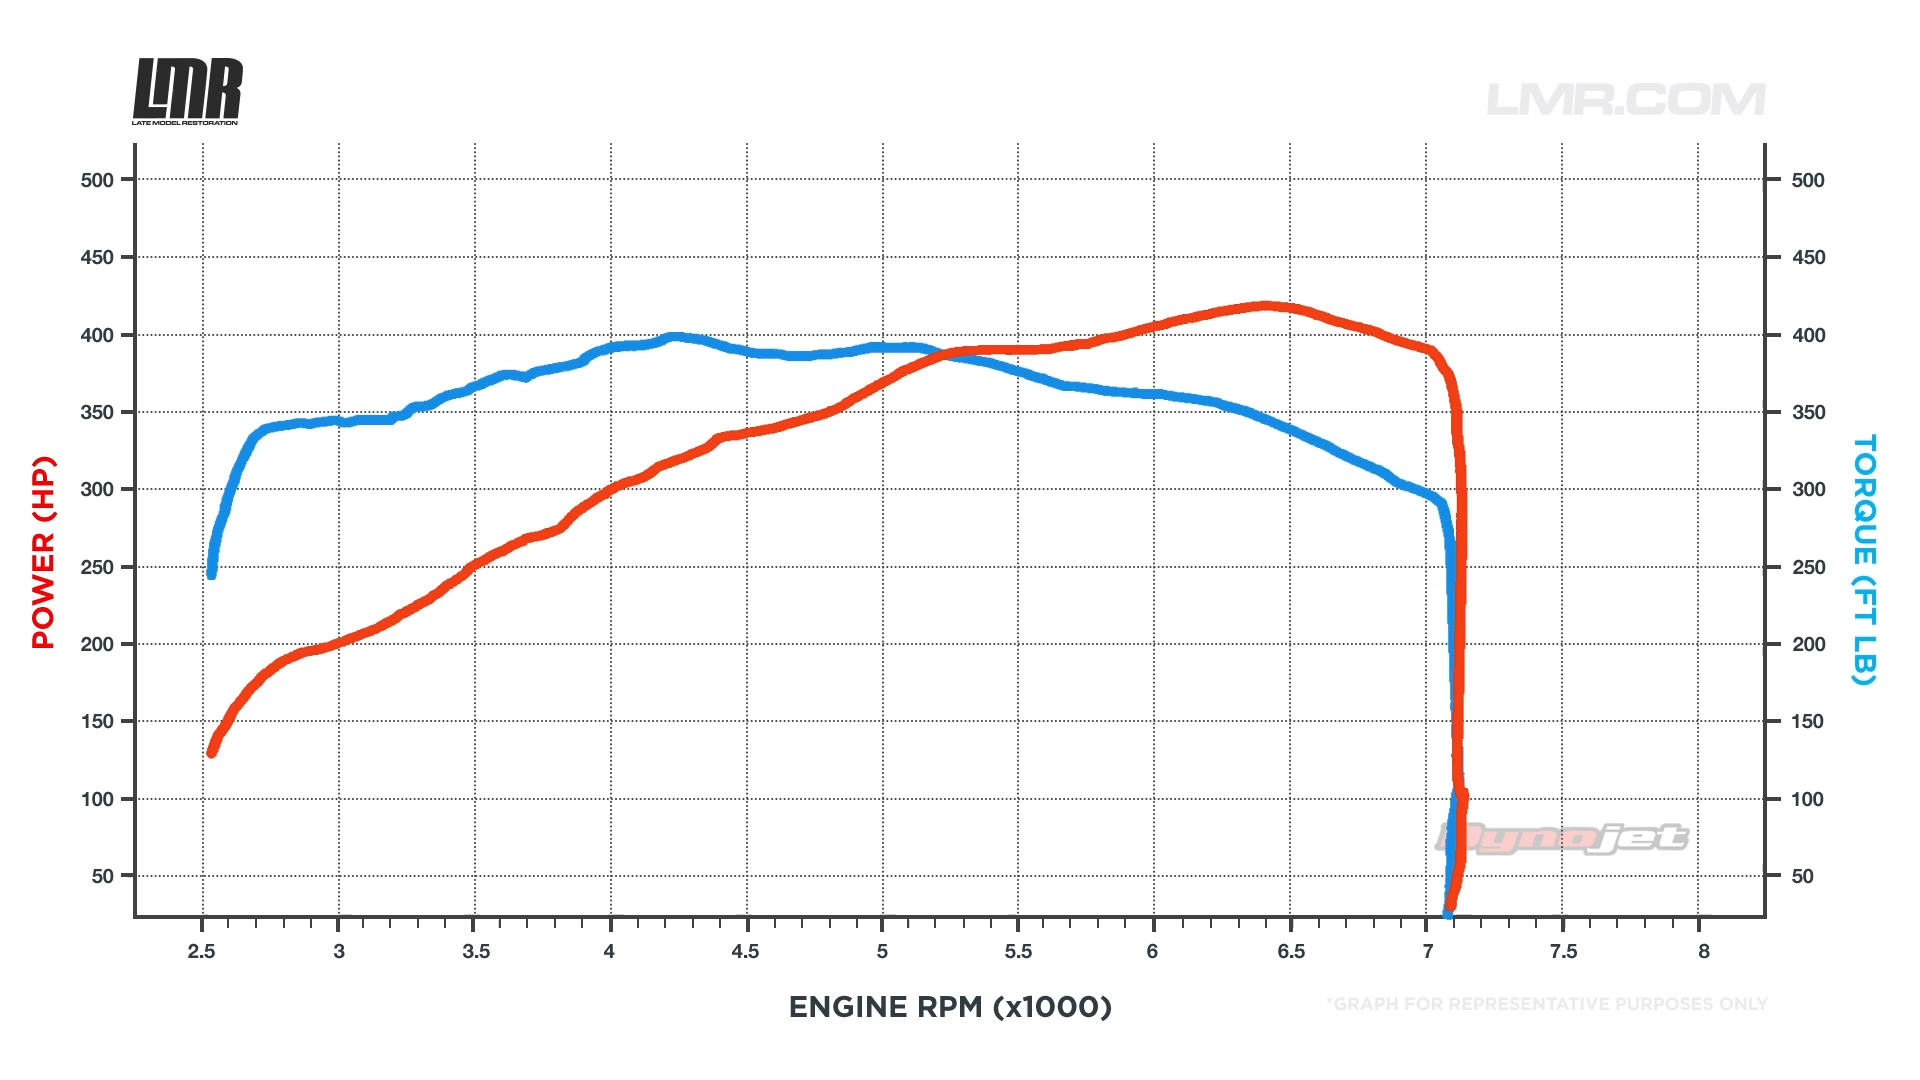 LMR
LATE MODEL RESTORATION
LMR.COM
500
450
400
350
300
250
200
150
100
50
POWER (HP)
500
450
400
350
300
250
200
150
100
50
TORQUE (FT LB)
Dynojet
2.5 3 3.5 4 4.5 5 5.5 6 6.5 7 7.5 8
ENGINE RPM (x1000)
*GRAPH FOR REPRESENTATIVE PURPOSES ONLY